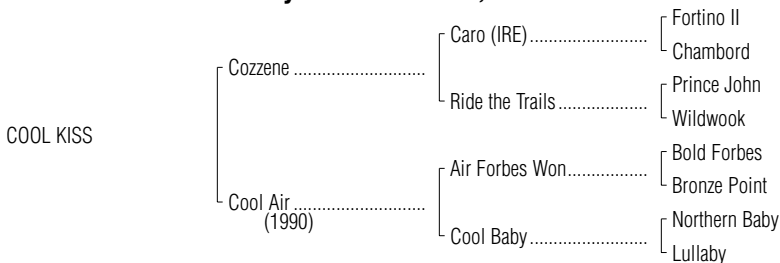 Fortino II
Caro (IRE)
Chambord
Cozzene
Prince John
Ride the Trails
Wildwook
COOL KISS
Bold Forbes
Air Forbes Won
Bronze Point
Cool Air
(1990)
Northern Baby
Cool Baby
Lullaby